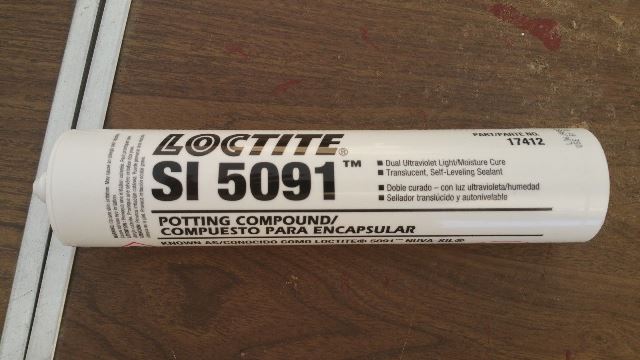 LOCTITE®
SI 5091™
PART/PARTE NO.
17412
■ Dual Ultraviolet Light/Moisture Cure
■ Translucent, Self-Leveling Sealant
■ Doble curado – con luz ultravioleta/humedad
■ Sellador translúcido y autonivelable
POTTING COMPOUND/
COMPUESTO PARA ENCAPSULAR
KNOWN AS/CONOCIDO COMO LOCTITE® 5091™ NUVA-SIL®